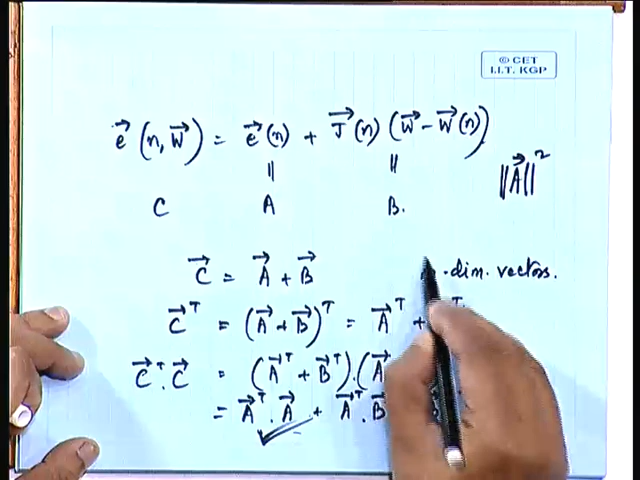 © CET
I.I.T. KGP
e⃗ (n, W⃗) = e⃗(n) + J⃗(n) (W⃗ − W⃗(n))
||A⃗||²
C A B.
C⃗ = A⃗ + B⃗ dim. vectors.
C⃗ᵀ = (A⃗ + B⃗)ᵀ = A⃗ᵀ +
C⃗ᵀ. C⃗ = (A⃗ᵀ + B⃗ᵀ).(A⃗
= A⃗ᵀ. A⃗ + A⃗ᵀ. B⃗